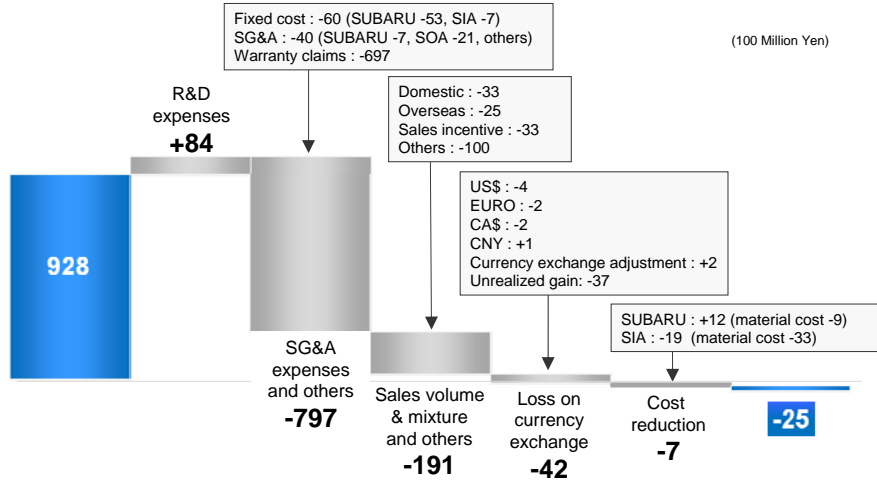 Fixed cost : -60 (SUBARU -53, SIA -7)
SG&A : -40 (SUBARU -7, SOA -21, others)
Warranty claims : -697
(100 Million Yen)
R&D
expenses
+84
Domestic : -33
Overseas : -25
Sales incentive : -33
Others : -100
US$ : -4
EURO : -2
CA$ : -2
CNY : +1
Currency exchange adjustment : +2
Unrealized gain: -37
928
SUBARU : +12 (material cost -9)
SIA : -19 (material cost -33)
SG&A
expenses
and others
-797
Sales volume
& mixture
and others
-191
Loss on
currency
exchange
-42
Cost
reduction
-7
-25